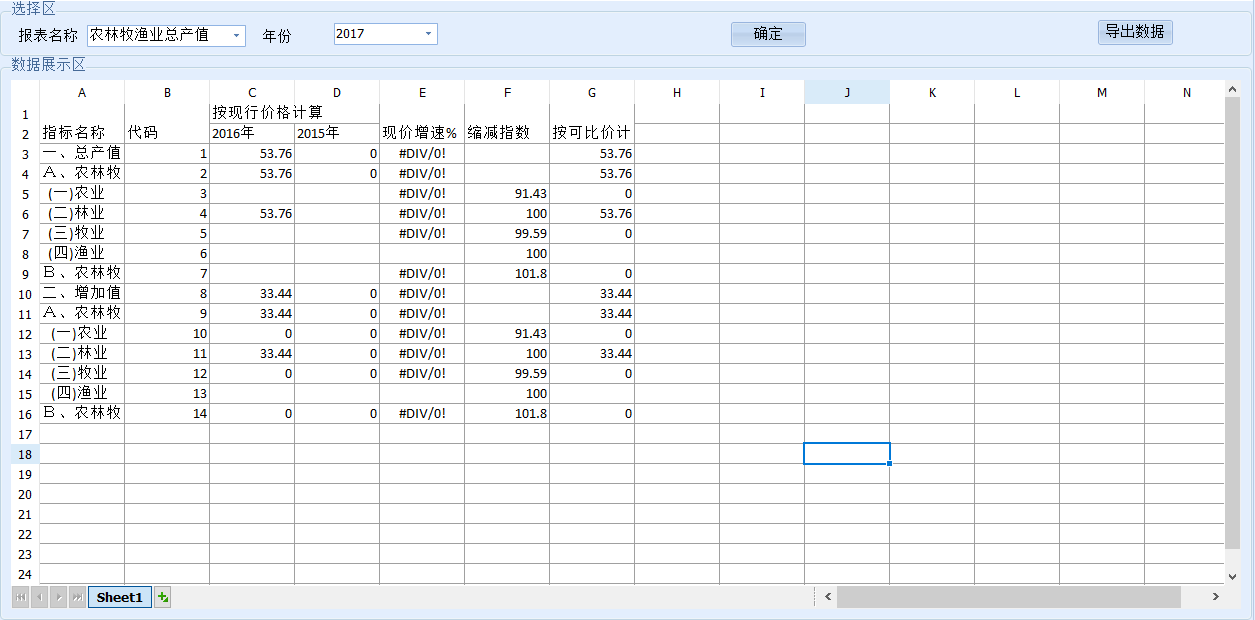 选择区
报表名称 农林牧渔业总产值 年份 2017 确定 导出数据
数据展示区
A B C D E F G H I J K L M N
1 按现行价格计算
2 指标名称 代码 2016年 2015年 现价增速% 缩减指数 按可比价计
3 一、总产值 1 53.76 0 #DIV/0! 53.76
4 A、农林牧 2 53.76 0 #DIV/0! 53.76
5 (一)农业 3 #DIV/0! 91.43 0
6 (二)林业 4 53.76 #DIV/0! 100 53.76
7 (三)牧业 5 #DIV/0! 99.59 0
8 (四)渔业 6 100
9 B、农林牧 7 #DIV/0! 101.8 0
10 二、增加值 8 33.44 0 #DIV/0! 33.44
11 A、农林牧 9 33.44 0 #DIV/0! 33.44
12 (一)农业 10 0 0 #DIV/0! 91.43 0
13 (二)林业 11 33.44 0 #DIV/0! 100 33.44
14 (三)牧业 12 0 0 #DIV/0! 99.59 0
15 (四)渔业 13 100
16 B、农林牧 14 0 0 #DIV/0! 101.8 0
17
18
19
20
21
22
23
24
Sheet1